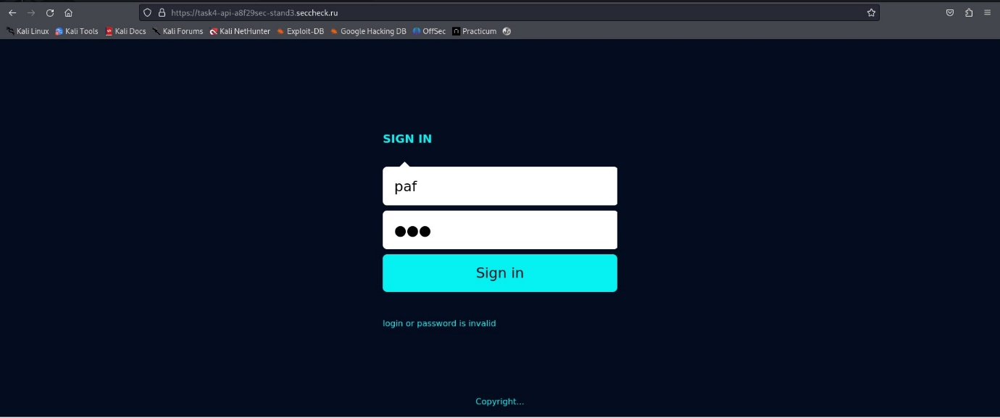 https://task4-api-a8f29sec-stand3.seccheck.ru
Kali Linux Kali Tools Kali Docs Kali Forums Kali NetHunter Exploit-DB Google Hacking DB OffSec Practicum
SIGN IN
paf
●●●
Sign in
login or password is invalid
Copyright...